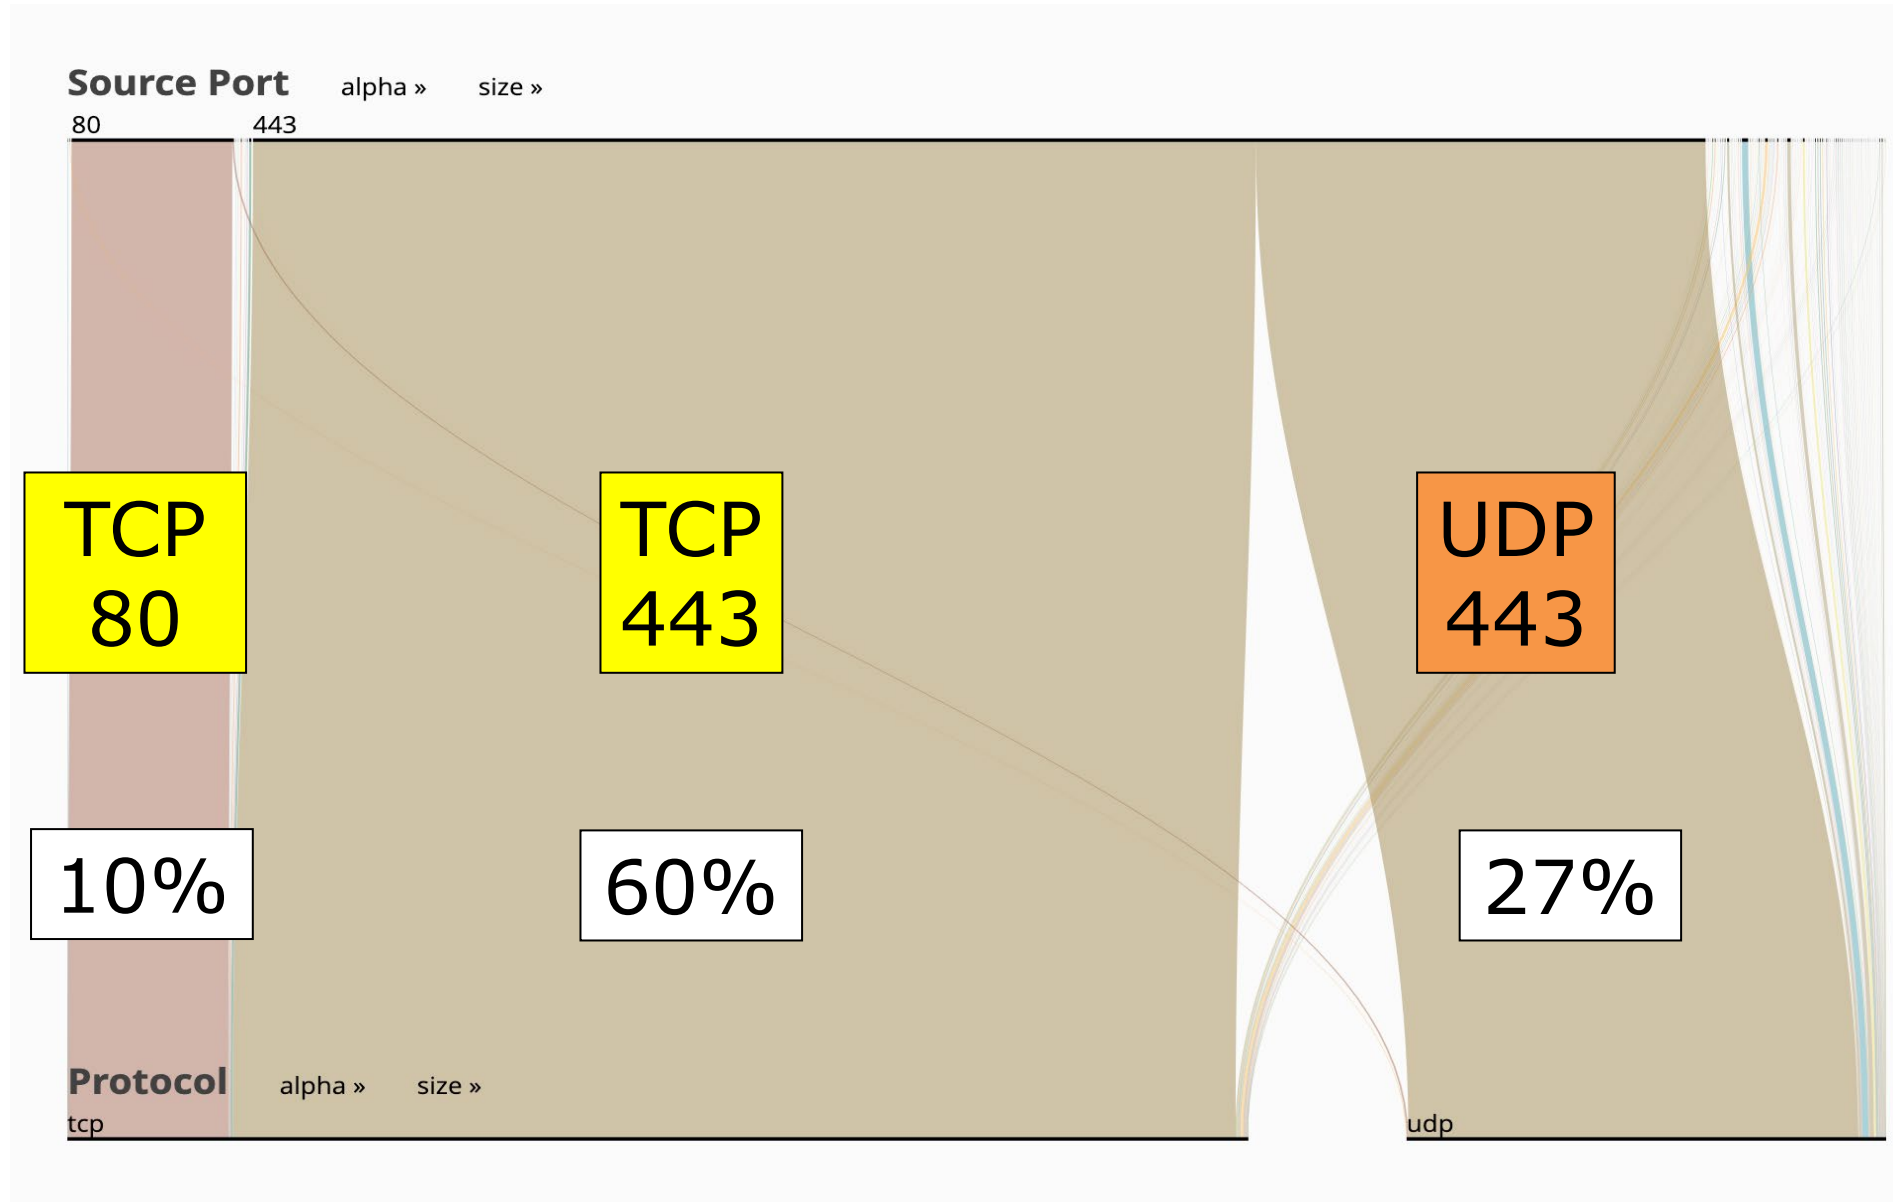 Source Port alpha » size »
80 443
TCP
80
TCP
443
UDP
443
10% 60% 27%
Protocol alpha » size »
tcp udp